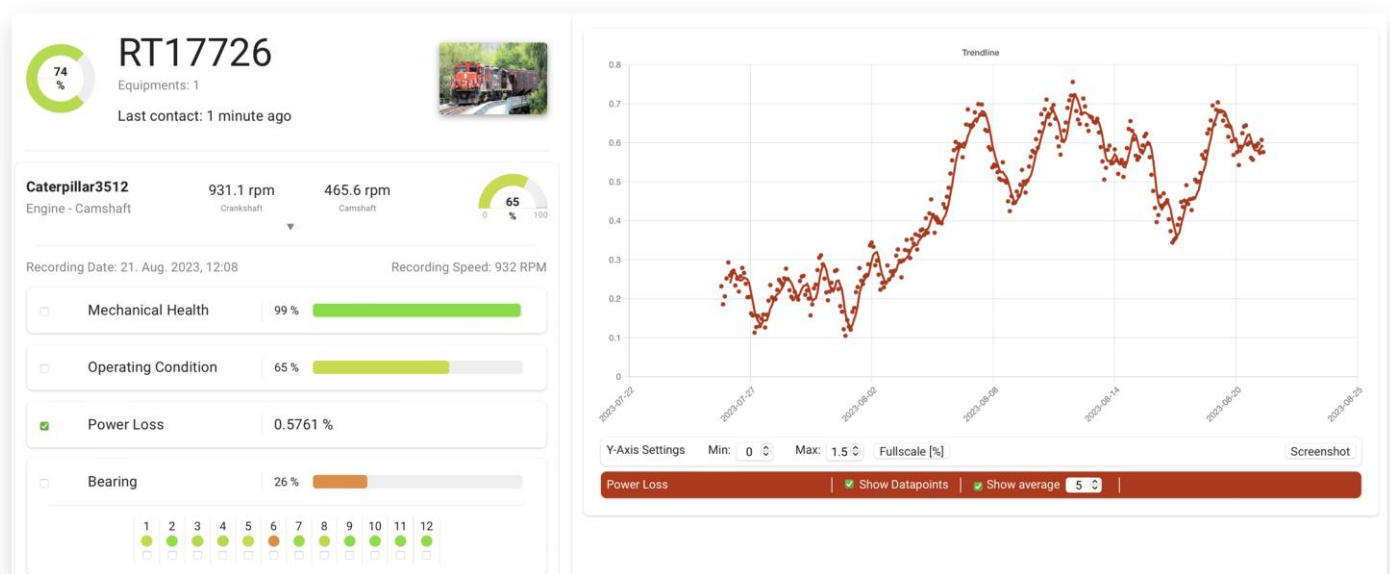 74
%
RT17726
Equipments: 1
Last contact: 1 minute ago
Caterpillar3512
Engine - Camshaft
931.1 rpm
Crankshaft
465.6 rpm
Camshaft
65
0 % 100
Recording Date: 21. Aug. 2023, 12:08
Recording Speed: 932 RPM
Mechanical Health 99 %
Operating Condition 65 %
Power Loss 0.5761 %
Bearing 26 %
1 2 3 4 5 6 7 8 9 10 11 12
Trendline
0.8
0.7
0.6
0.5
0.4
0.3
0.2
0.1
0
2023-07-22 2023-07-27 2023-08-02 2023-08-08 2023-08-14 2023-08-20 2023-08-25
Y-Axis Settings Min: 0 Max: 1.5 Fullscale [%] Screenshot
Power Loss Show Datapoints Show average 5